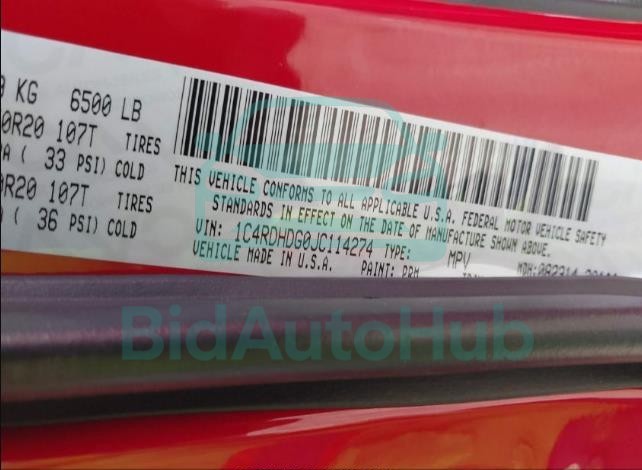 KG 6500 LB
0R20 107T TIRES
( 33 PSI) COLD
0R20 107T TIRES
( 36 PSI) COLD
THIS VEHICLE CONFORMS TO ALL APPLICABLE U.S.A. FEDERAL MOTOR VEHICLE SAFETY
STANDARDS IN EFFECT ON THE DATE OF MANUFACTURE SHOWN ABOVE.
VIN: 1C4RDHDG0JC114274 TYPE: MPV
VEHICLE MADE IN U.S.A. PAINT: PRM
BidAutoHub